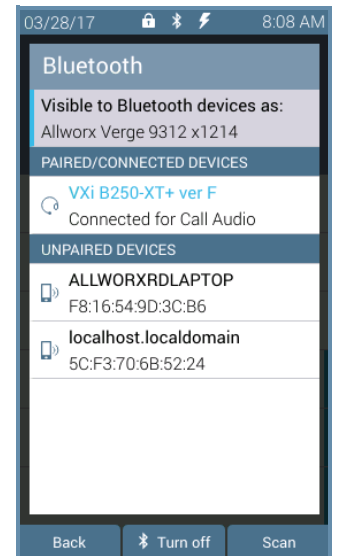 03/28/17 8:08 AM
Bluetooth
Visible to Bluetooth devices as:
Allworx Verge 9312 x1214
PAIRED/CONNECTED DEVICES
VXi B250-XT+ ver F
Connected for Call Audio
UNPAIRED DEVICES
ALLWORXRDLAPTOP
F8:16:54:9D:3C:B6
localhost.localdomain
5C:F3:70:6B:52:24
Back Turn off Scan